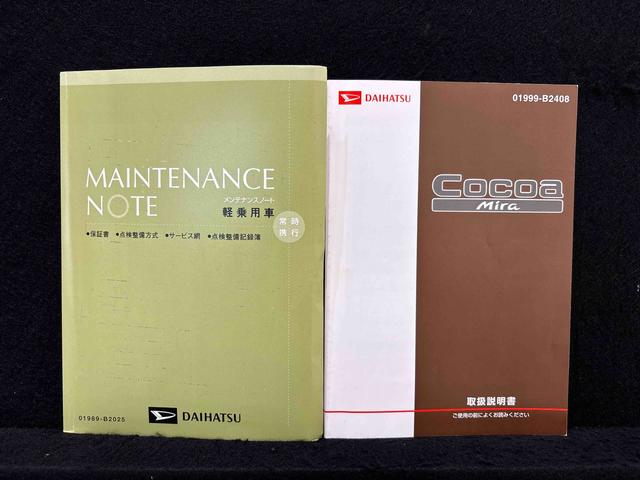 MAINTENANCE
NOTE
メンテナンスノート
軽乗用車
常時
携行
●保証書 ●点検整備方式 ●サービス網 ●点検整備記録簿
01989-B2025
DAIHATSU
DAIHATSU
01999-B2408
Cocoa
Mira
取扱説明書
ご使用の前によくお読みください